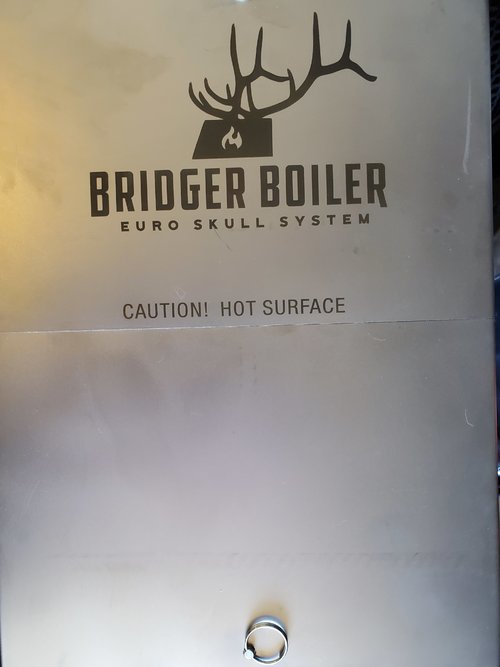 BRIDGER BOILER
EURO SKULL SYSTEM
CAUTION! HOT SURFACE